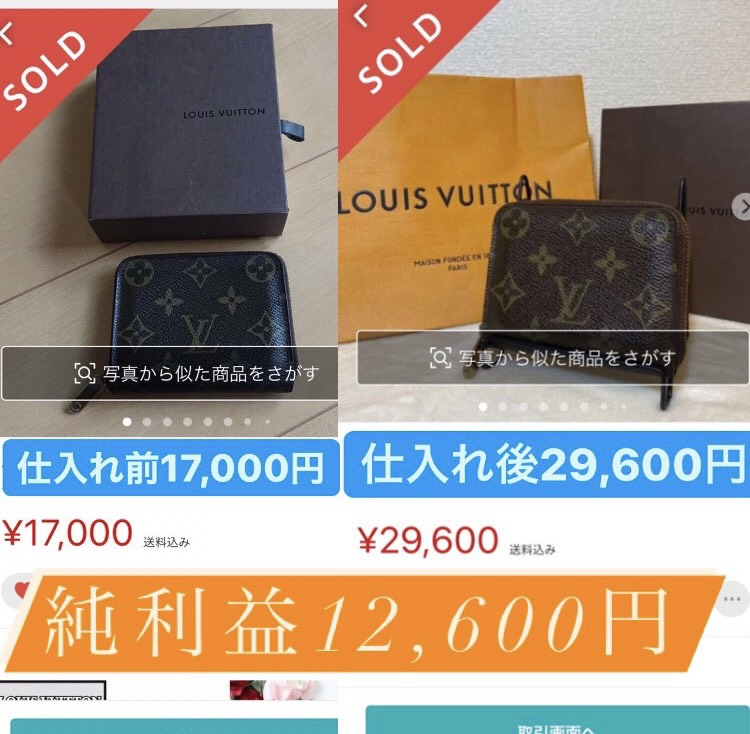 SOLD
LOUIS VUITTON
写真から似た商品をさがす
仕入れ前17,000円
¥17,000 送料込み
SOLD
LOUIS VUITTON
MAISON FONDÉE EN
PARIS
写真から似た商品をさがす
仕入れ後29,600円
¥29,600 送料込み
純利益12,600円
LOUIS VUITTON
取引画面へ